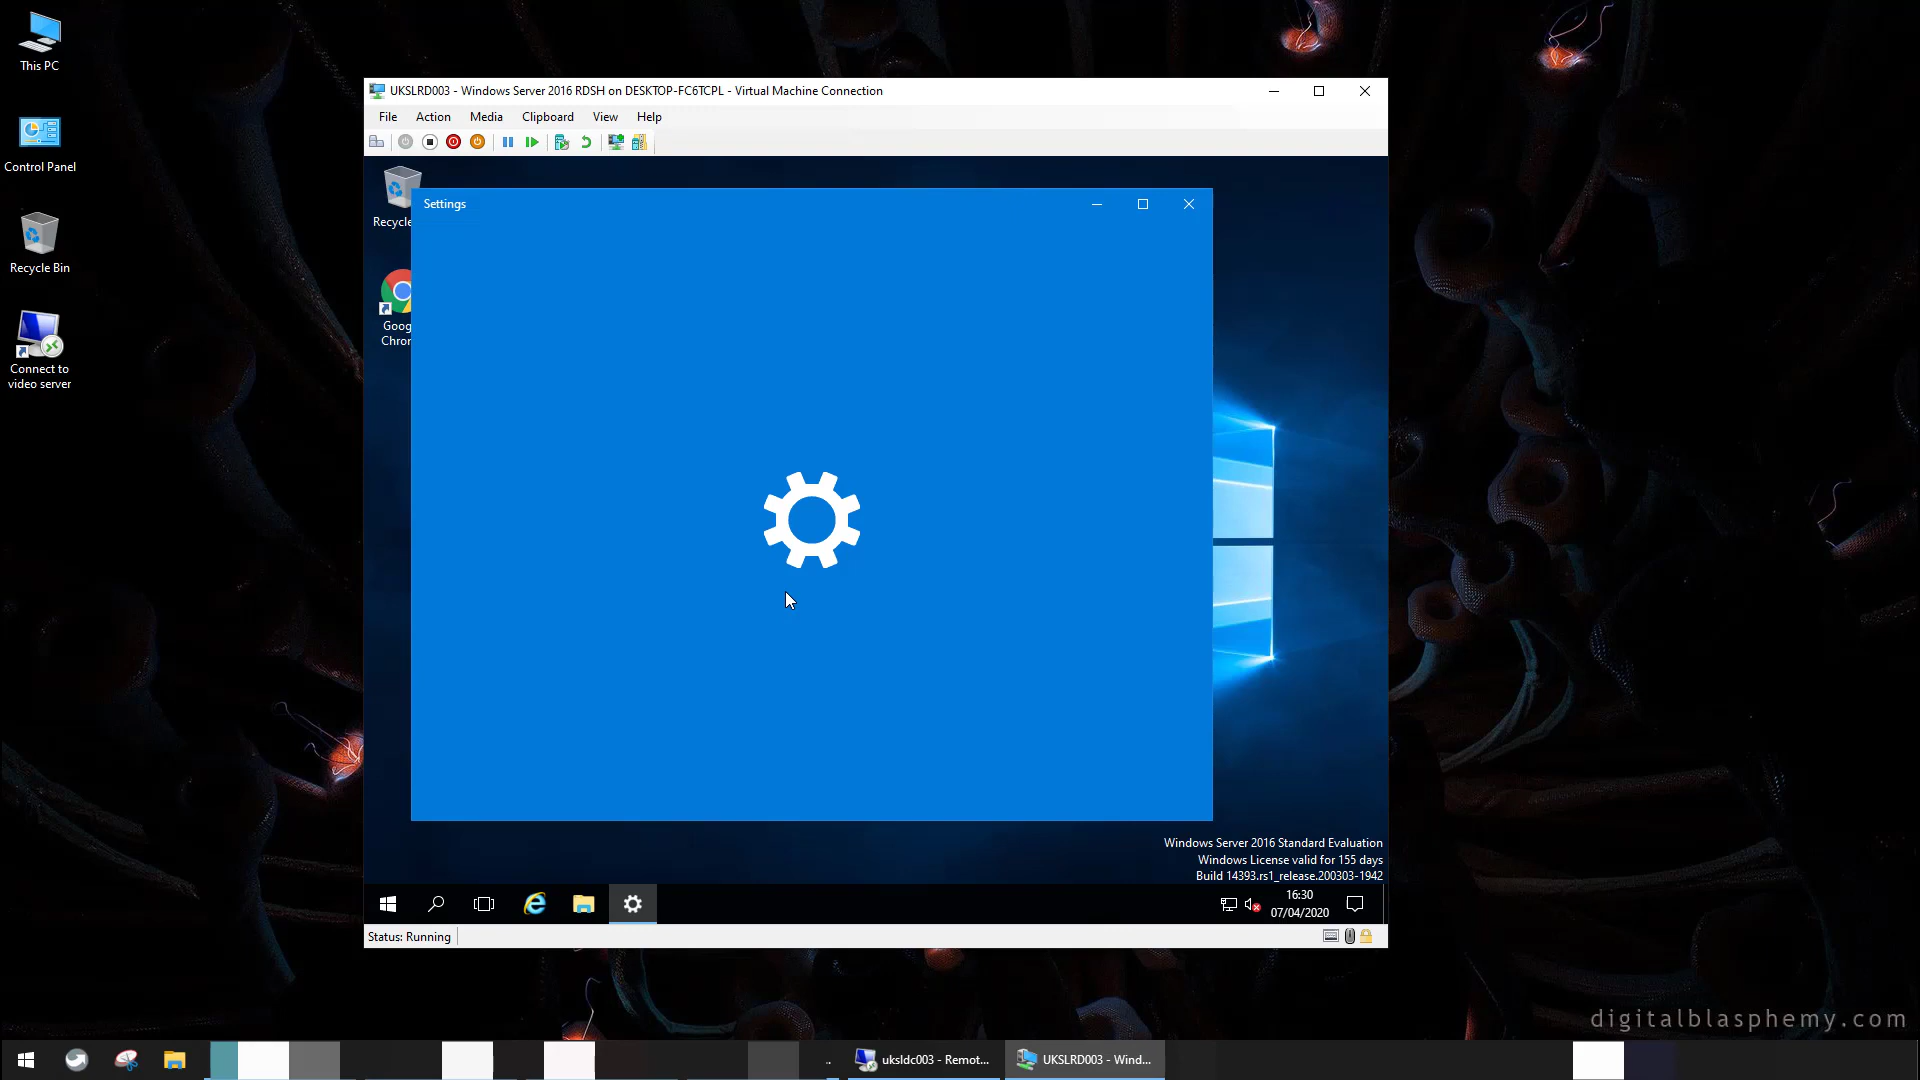 This PC
Control Panel
Recycle Bin
Connect to
video server
UKSLRD003 - Windows Server 2016 RDSH on DESKTOP-FC6TCPL - Virtual Machine Connection
File Action Media Clipboard View Help
Recycle
Goog
Chror
Settings
Windows Server 2016 Standard Evaluation
Windows License valid for 155 days
Build 14393.rs1_release.200303-1942
16:30
07/04/2020
Status: Running
digitalblasphemy.com
uksldc003 - Remot...
UKSLRD003 - Wind...